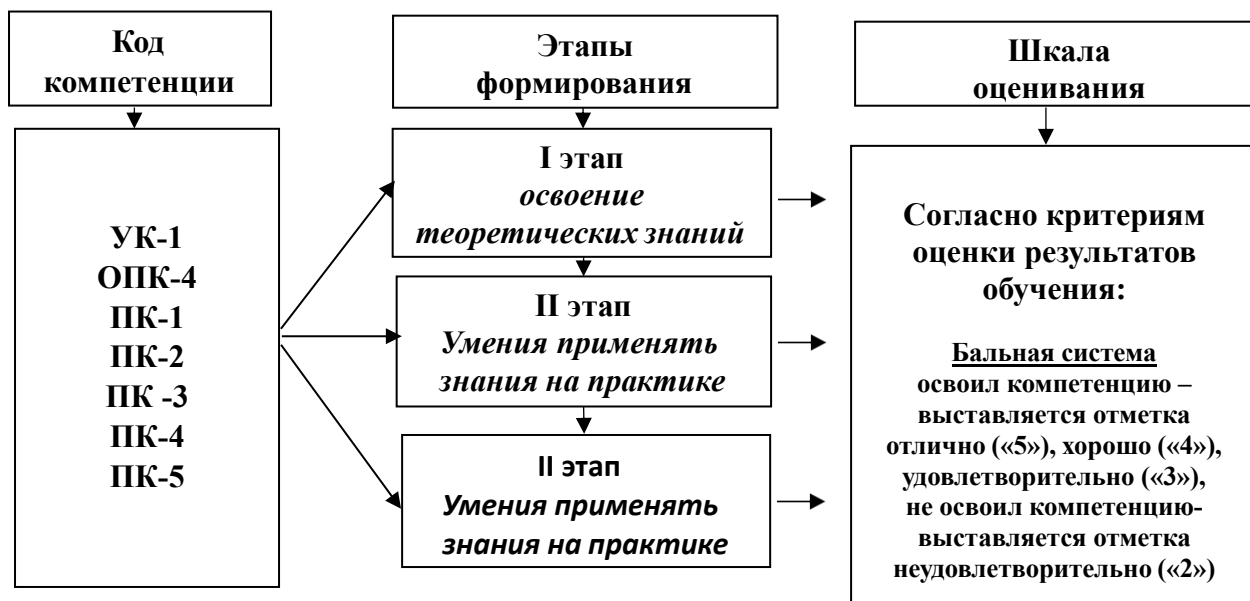 Код
компетенции
УК-1
ОПК-4
ПК-1
ПК-2
ПК -3
ПК-4
ПК-5
Этапы
формирования
I этап
освоение
теоретических знаний
II этап
Умения применять
знания на практике
II этап
Умения применять
знания на практике
Шкала
оценивания
Согласно критериям
оценки результатов
обучения:
Бальная система
освоил компетенцию –
выставляется отметка
отлично («5»), хорошо («4»),
удовлетворительно («3»),
не освоил компетенцию-
выставляется отметка
неудовлетворительно («2»)